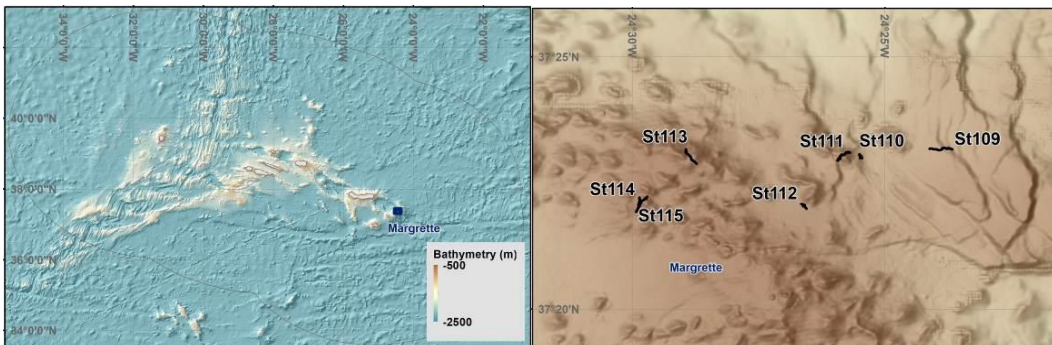 34°0'0"W
32°0'0"W
30°0'0"W
28°0'0"W
26°0'0"W
24°0'0"W
22°0'0"W
40°0'0"N
38°0'0"N
36°0'0"N
34°0'0"N
Margrette
Bathymetry (m)
-500
-2500
24°30'W
24°25'W
37°25'N
37°20'N
St113
St111
St110
St109
St114
St112
St115
Margrette